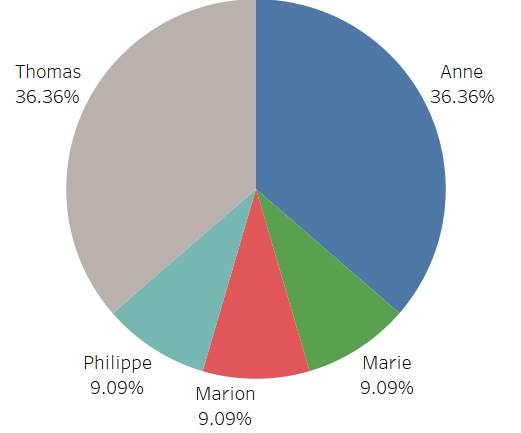 Thomas
36.36%
Anne
36.36%
Philippe
9.09%
Marion
9.09%
Marie
9.09%